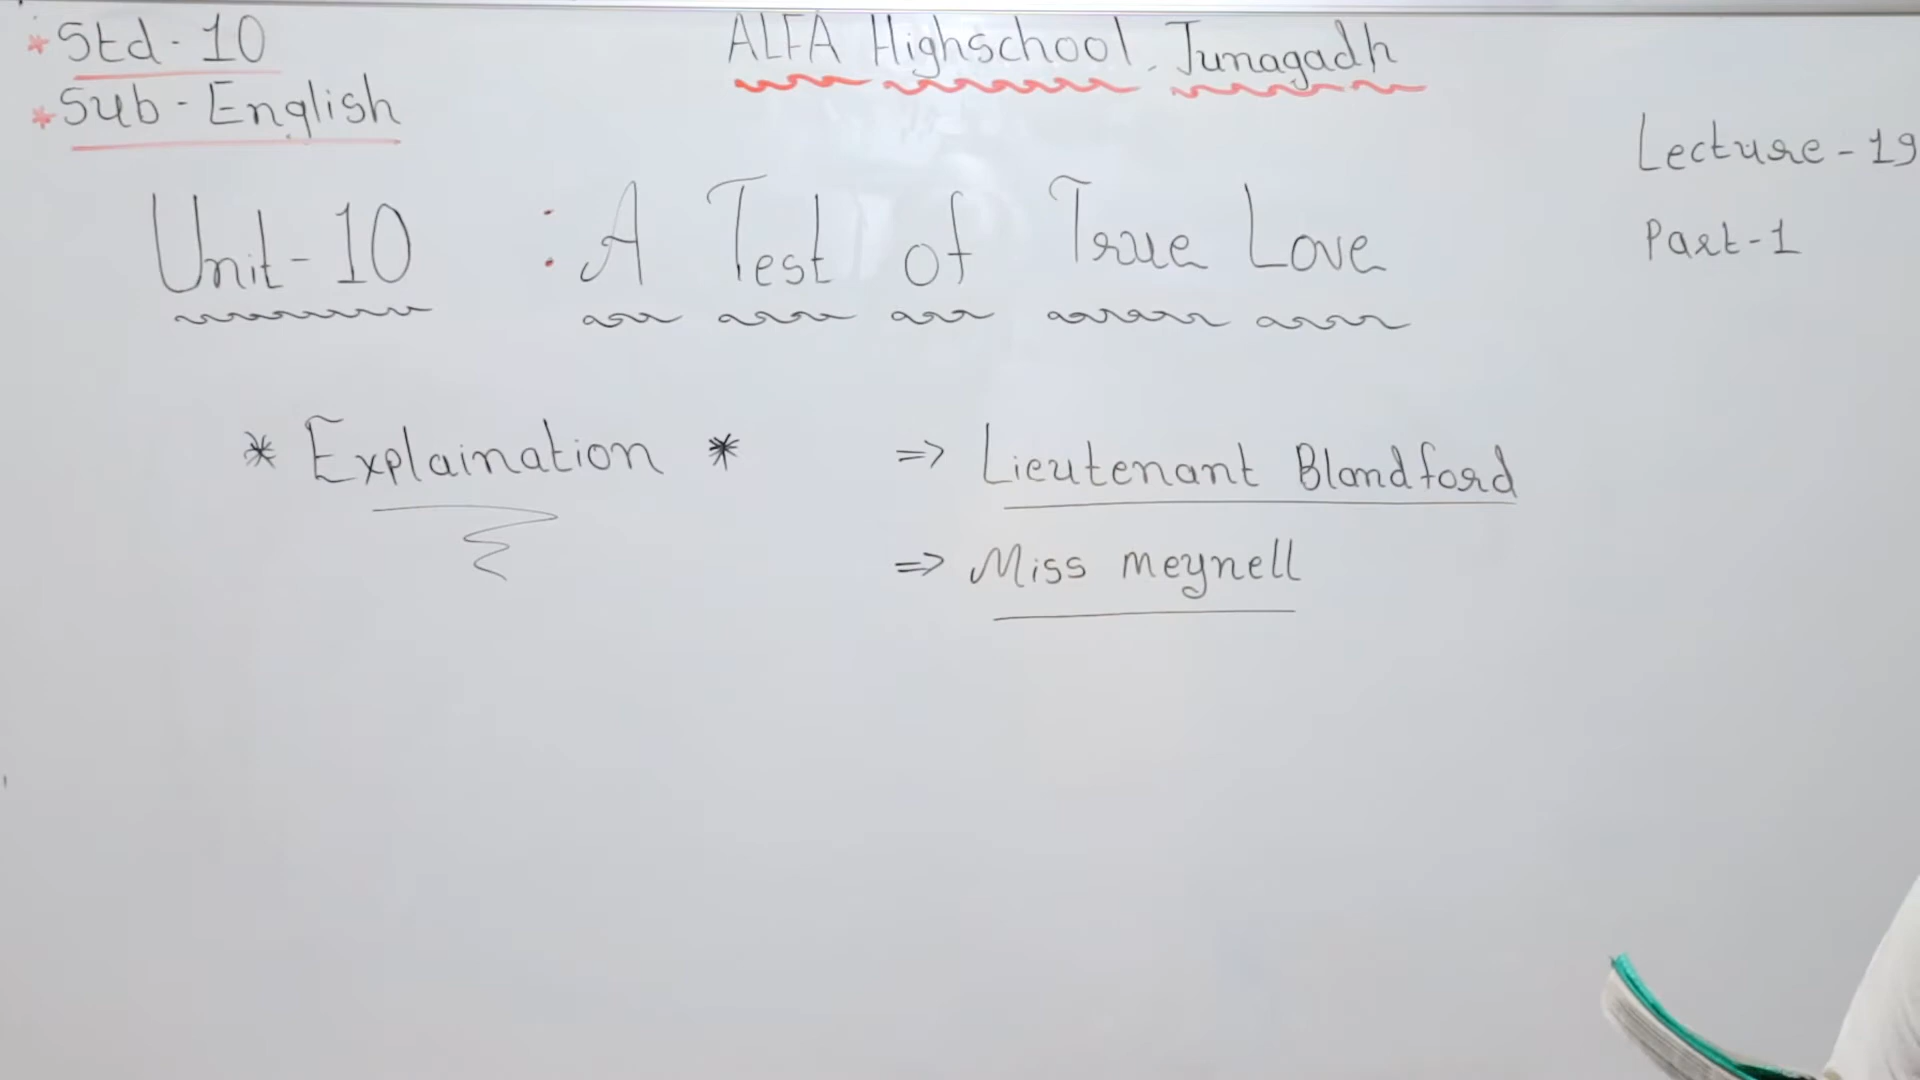 * Std - 10
ALFA Highschool, Junagadh
* Sub - English
Lecture - 19
Part - 1
Unit - 10 : A Test of True Love
* Explaination *
=> Lieutenant Blandford
=> Miss meynell